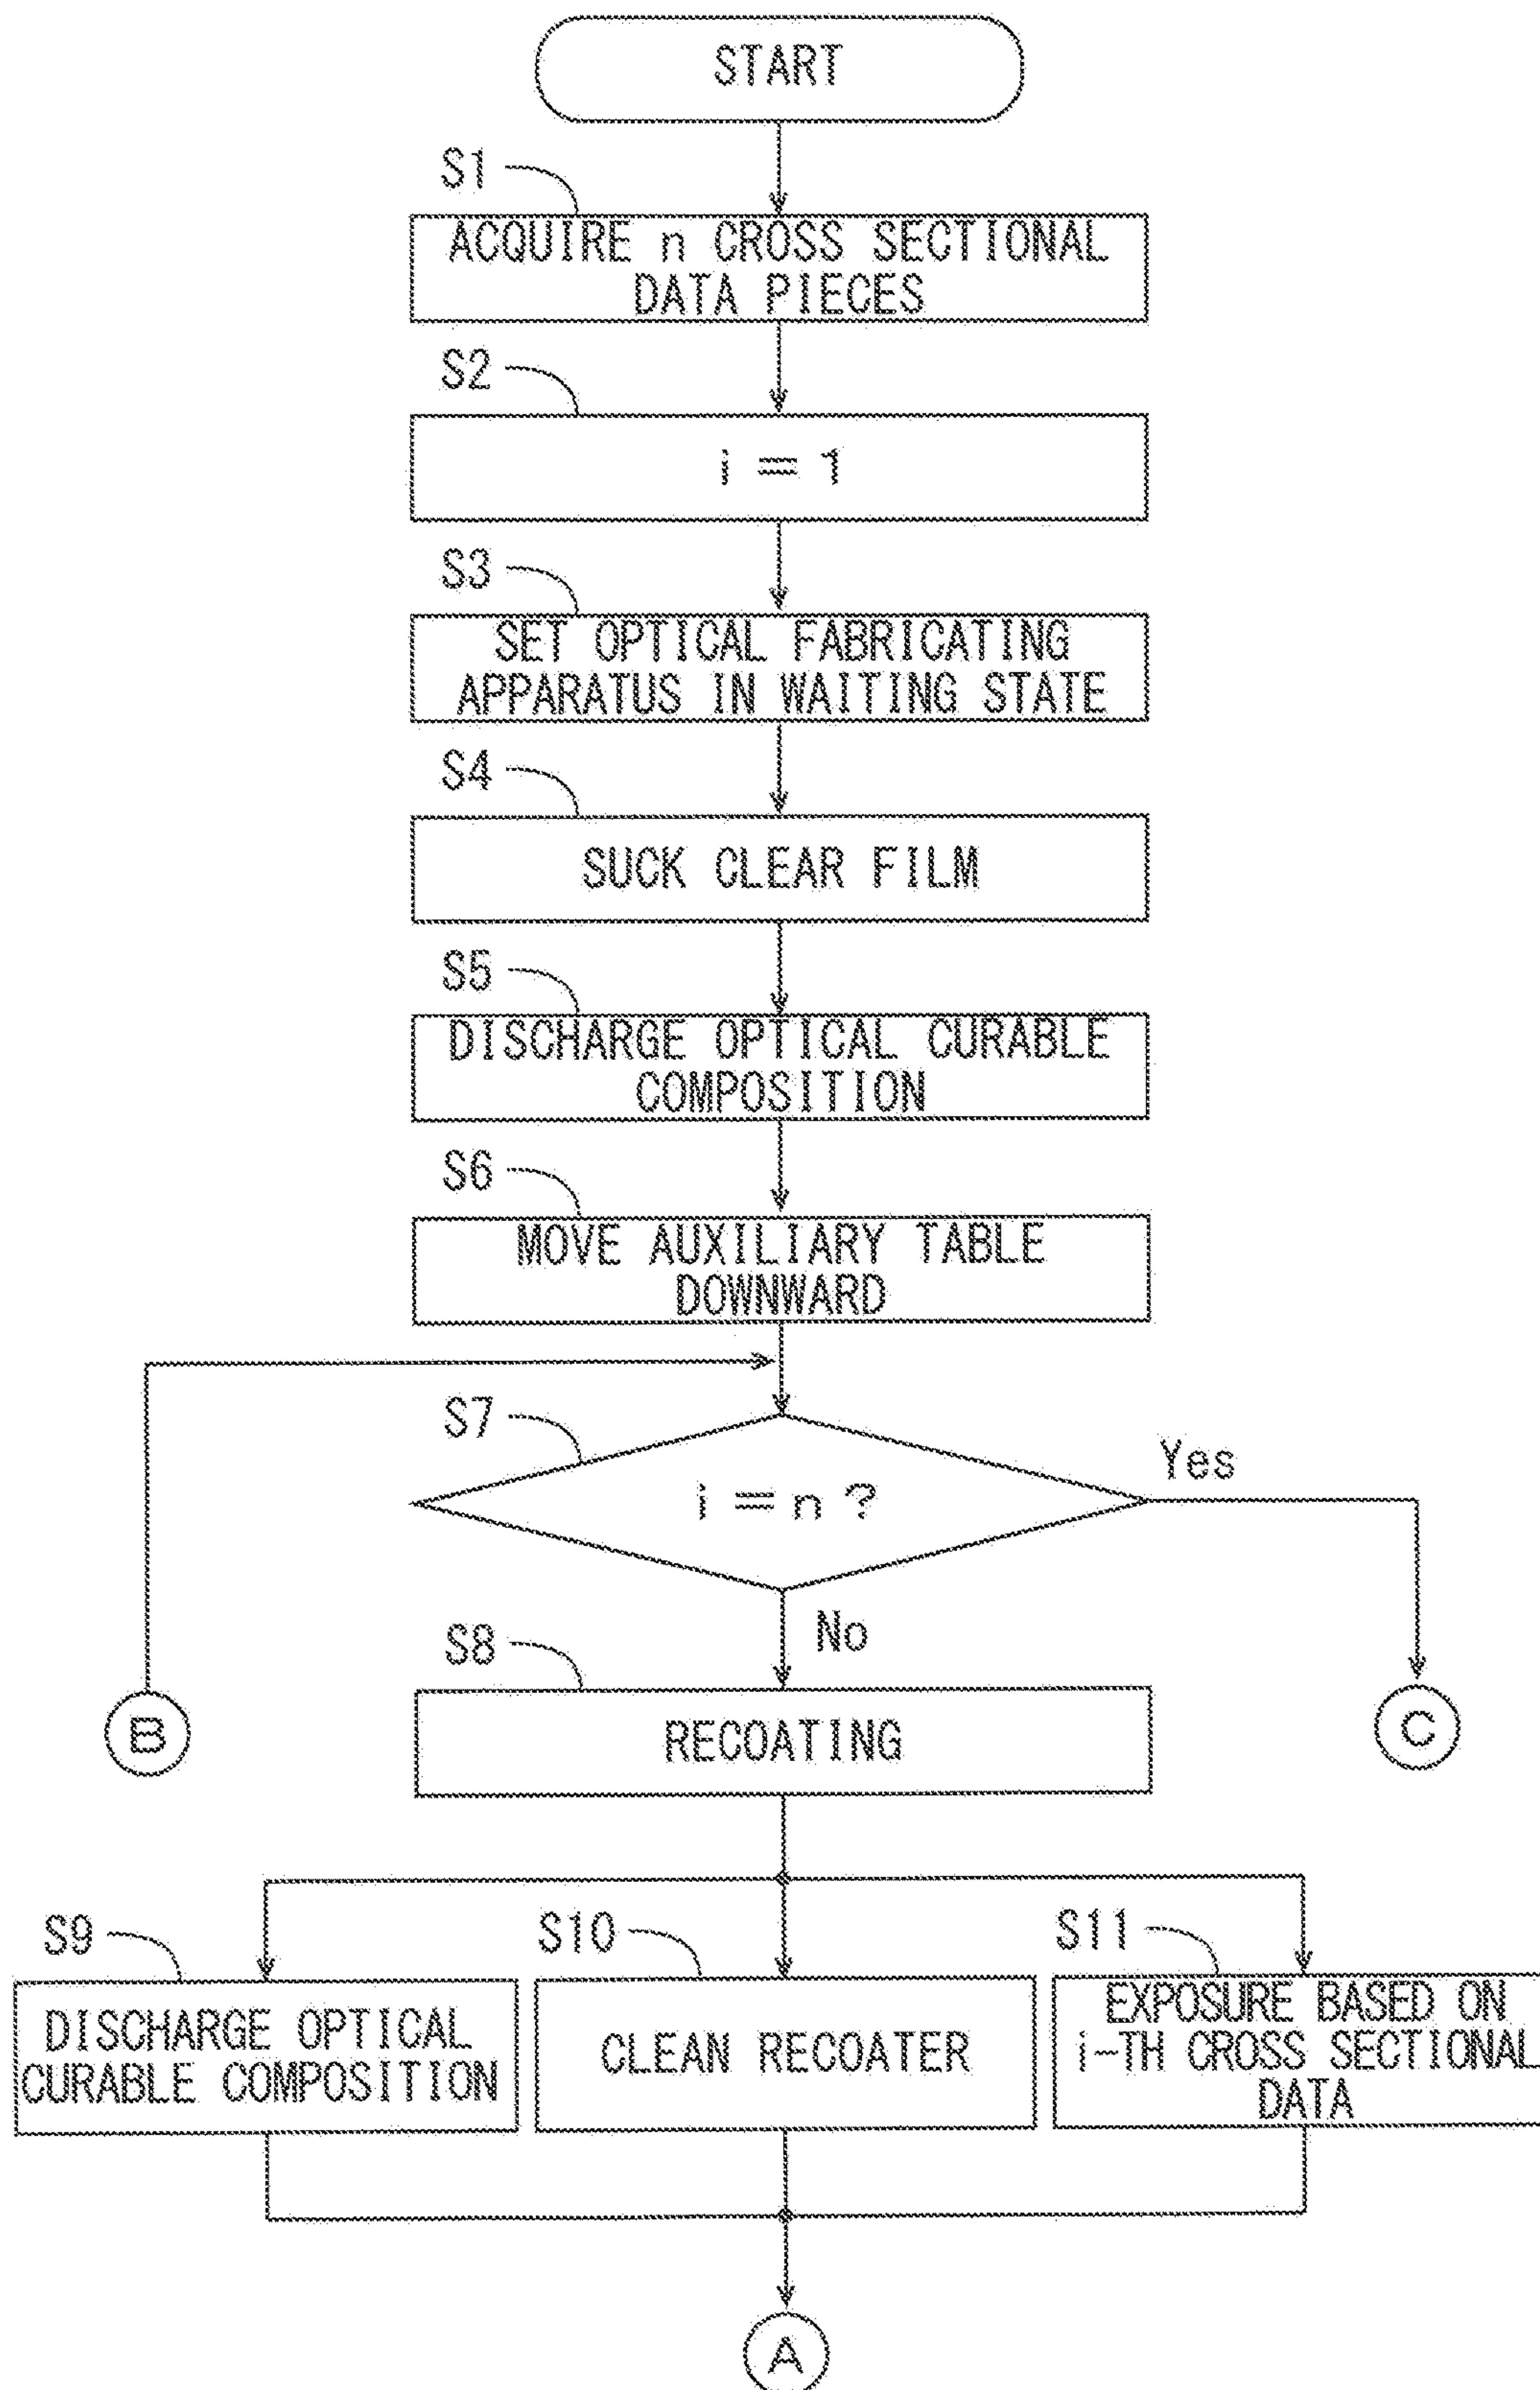 START
S1
ACQUIRE n CROSS SECTIONAL
DATA PIECES
S2
i = 1
S3
SET OPTICAL FABRICATING
APPARATUS IN WAITING STATE
S4
SUCK CLEAR FILM
S5
DISCHARGE OPTICAL CURABLE
COMPOSITION
S6
MOVE AUXILIARY TABLE
DOWNWARD
S7
i = n ?
Yes
No
S8
RECOATING
B
C
S9
DISCHARGE OPTICAL
CURABLE COMPOSITION
S10
CLEAN RECOATER
S11
EXPOSURE BASED ON
i-TH CROSS SECTIONAL
DATA
A